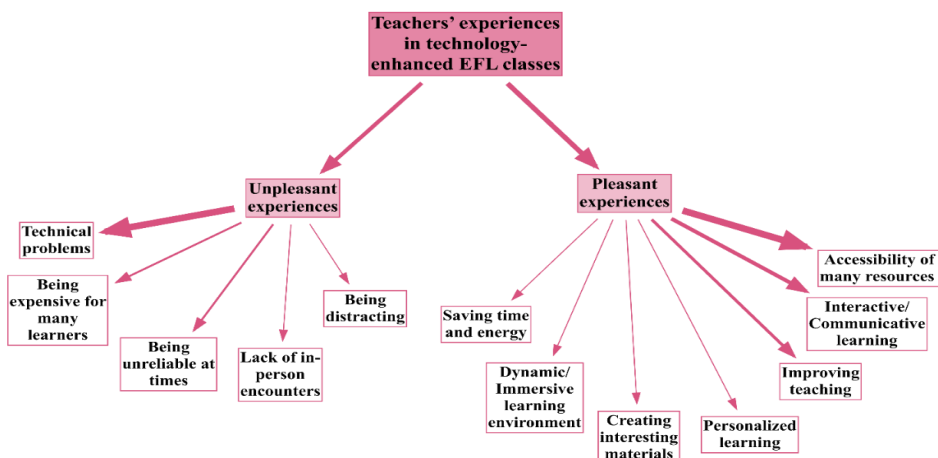 Teachers' experiences
in technology-
enhanced EFL classes
Unpleasant
experiences
Pleasant
experiences
Technical
problems
Being
expensive for
many
learners
Being
unreliable at
times
Lack of in-
person
encounters
Being
distracting
Saving time
and energy
Dynamic/
Immersive
learning
environment
Creating
interesting
materials
Personalized
learning
Improving
teaching
Interactive/
Communicative
learning
Accessibility of
many resources